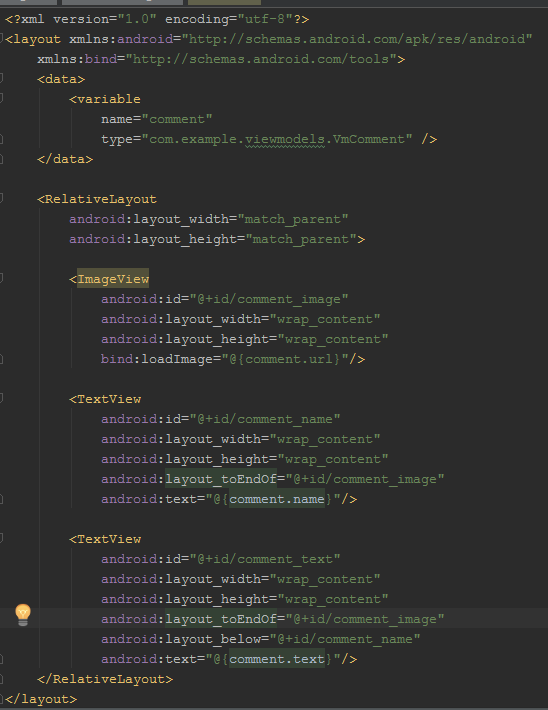 <?xml version="1.0" encoding="utf-8"?>
<layout xmlns:android="http://schemas.android.com/apk/res/android"
    xmlns:bind="http://schemas.android.com/tools">
    <data>
        <variable
            name="comment"
            type="com.example.viewmodels.VmComment" />
    </data>

    <RelativeLayout
        android:layout_width="match_parent"
        android:layout_height="match_parent">

        <ImageView
            android:id="@+id/comment_image"
            android:layout_width="wrap_content"
            android:layout_height="wrap_content"
            bind:loadImage="@{comment.url}"/>

        <TextView
            android:id="@+id/comment_name"
            android:layout_width="wrap_content"
            android:layout_height="wrap_content"
            android:layout_toEndOf="@+id/comment_image"
            android:text="@{comment.name}"/>

        <TextView
            android:id="@+id/comment_text"
            android:layout_width="wrap_content"
            android:layout_height="wrap_content"
            android:layout_toEndOf="@+id/comment_image"
            android:layout_below="@+id/comment_name"
            android:text="@{comment.text}"/>
    </RelativeLayout>
</layout>